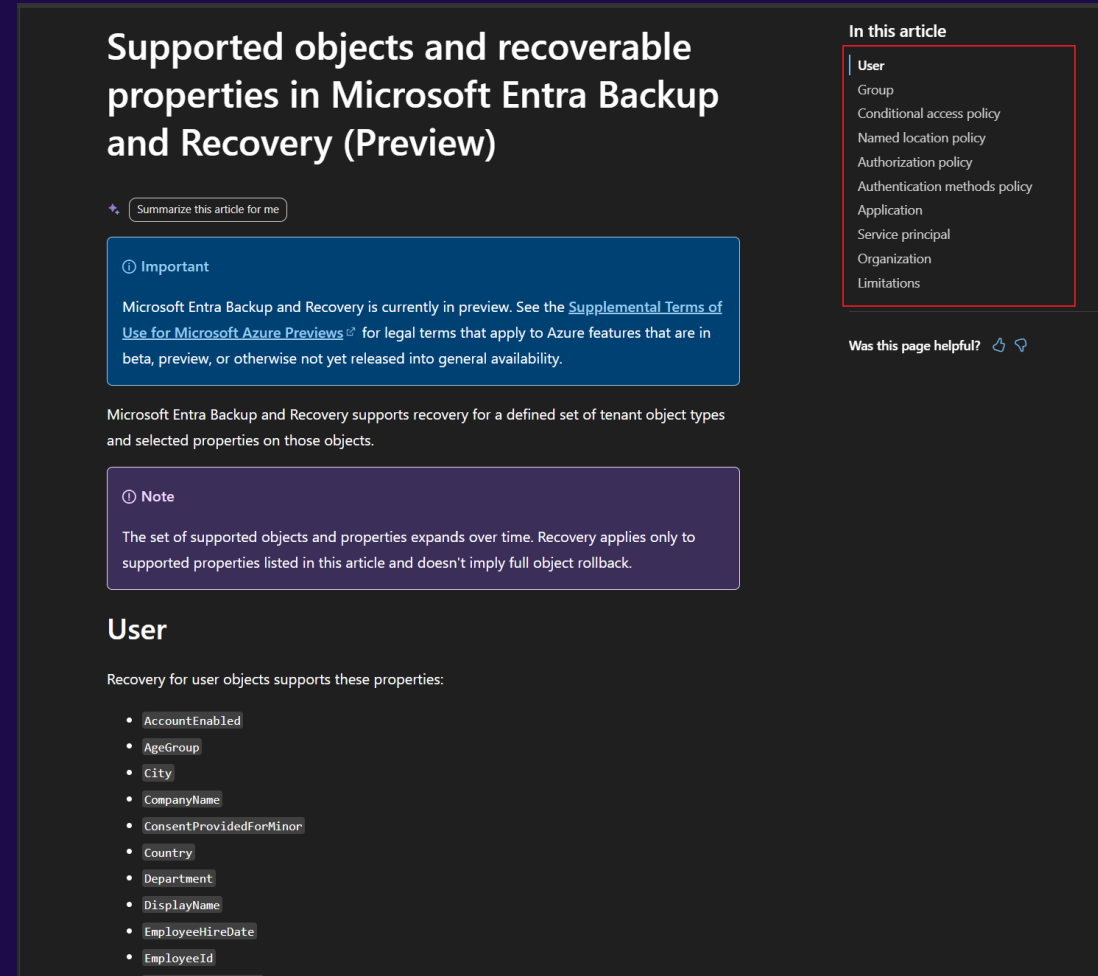 Supported objects and recoverable
properties in Microsoft Entra Backup
and Recovery (Preview)
Summarize this article for me
Important
Microsoft Entra Backup and Recovery is currently in preview. See the Supplemental Terms of
Use for Microsoft Azure Previews for legal terms that apply to Azure features that are in
beta, preview, or otherwise not yet released into general availability.
Microsoft Entra Backup and Recovery supports recovery for a defined set of tenant object types
and selected properties on those objects.
Note
The set of supported objects and properties expands over time. Recovery applies only to
supported properties listed in this article and doesn't imply full object rollback.
User
Recovery for user objects supports these properties:
AccountEnabled
AgeGroup
City
CompanyName
ConsentProvidedForMinor
Country
Department
DisplayName
EmployeeHireDate
EmployeeId
In this article
User
Group
Conditional access policy
Named location policy
Authorization policy
Authentication methods policy
Application
Service principal
Organization
Limitations
Was this page helpful?